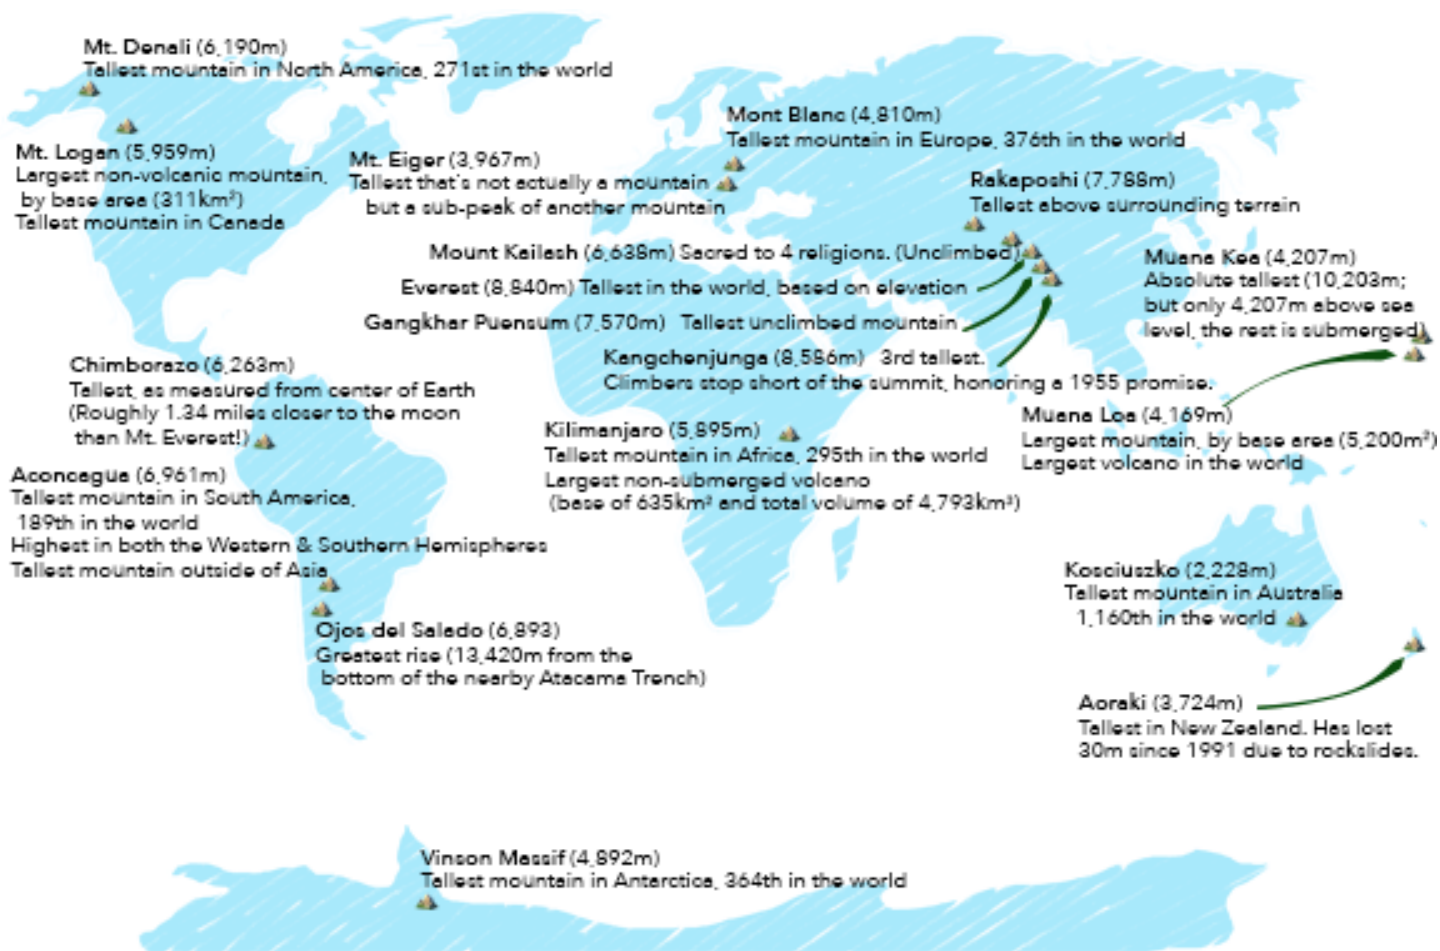 Mt. Denali (6,190m)
Tallest mountain in North America, 271st in the world
Mt. Logan (5,959m)
Largest non-volcanic mountain,
by base area (311km²)
Tallest mountain in Canada
Mt. Eiger (3,967m)
Tallest that's not actually a mountain
but a sub-peak of another mountain
Mont Blanc (4,810m)
Tallest mountain in Europe, 376th in the world
Rakaposhi (7,788m)
Tallest above surrounding terrain
Mount Kailash (6,638m) Sacred to 4 religions. (Unclimbed)
Everest (8,840m) Tallest in the world, based on elevation
Gangkhar Puensum (7,570m) Tallest unclimbed mountain
Kangchenjunga (8,586m) 3rd tallest.
Climbers stop short of the summit, honoring a 1955 promise.
Muana Kea (4,207m)
Absolute tallest (10,203m;
but only 4,207m above sea
level, the rest is submerged)
Muana Loa (4,169m)
Largest mountain, by base area (5,200m²)
Largest volcano in the world
Chimborazo (6,263m)
Tallest, as measured from center of Earth
(Roughly 1.34 miles closer to the moon
than Mt. Everest!)
Kilimanjaro (5,895m)
Tallest mountain in Africa, 295th in the world
Largest non-submerged volcano
(base of 635km² and total volume of 4,793km³)
Aconcagua (6,961m)
Tallest mountain in South America,
189th in the world
Highest in both the Western & Southern Hemispheres
Tallest mountain outside of Asia
Ojos del Salado (6,893)
Greatest rise (13,420m from the
bottom of the nearby Atacama Trench)
Kosciuszko (2,228m)
Tallest mountain in Australia
1,160th in the world
Aoraki (3,724m)
Tallest in New Zealand. Has lost
30m since 1991 due to rockslides.
Vinson Massif (4,892m)
Tallest mountain in Antarctica, 364th in the world